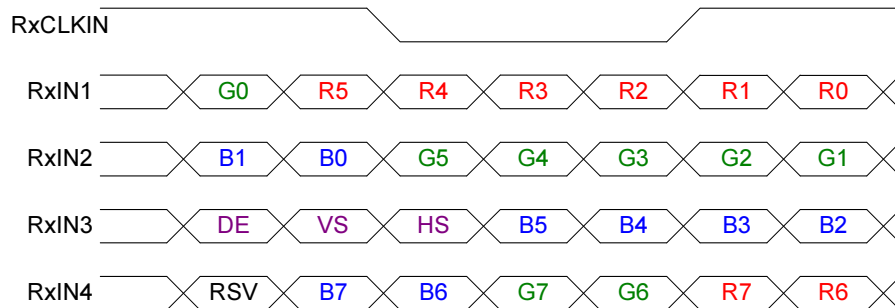 RxCLKIN
RxIN1 G0 R5 R4 R3 R2 R1 R0
RxIN2 B1 B0 G5 G4 G3 G2 G1
RxIN3 DE VS HS B5 B4 B3 B2
RxIN4 RSV B7 B6 G7 G6 R7 R6